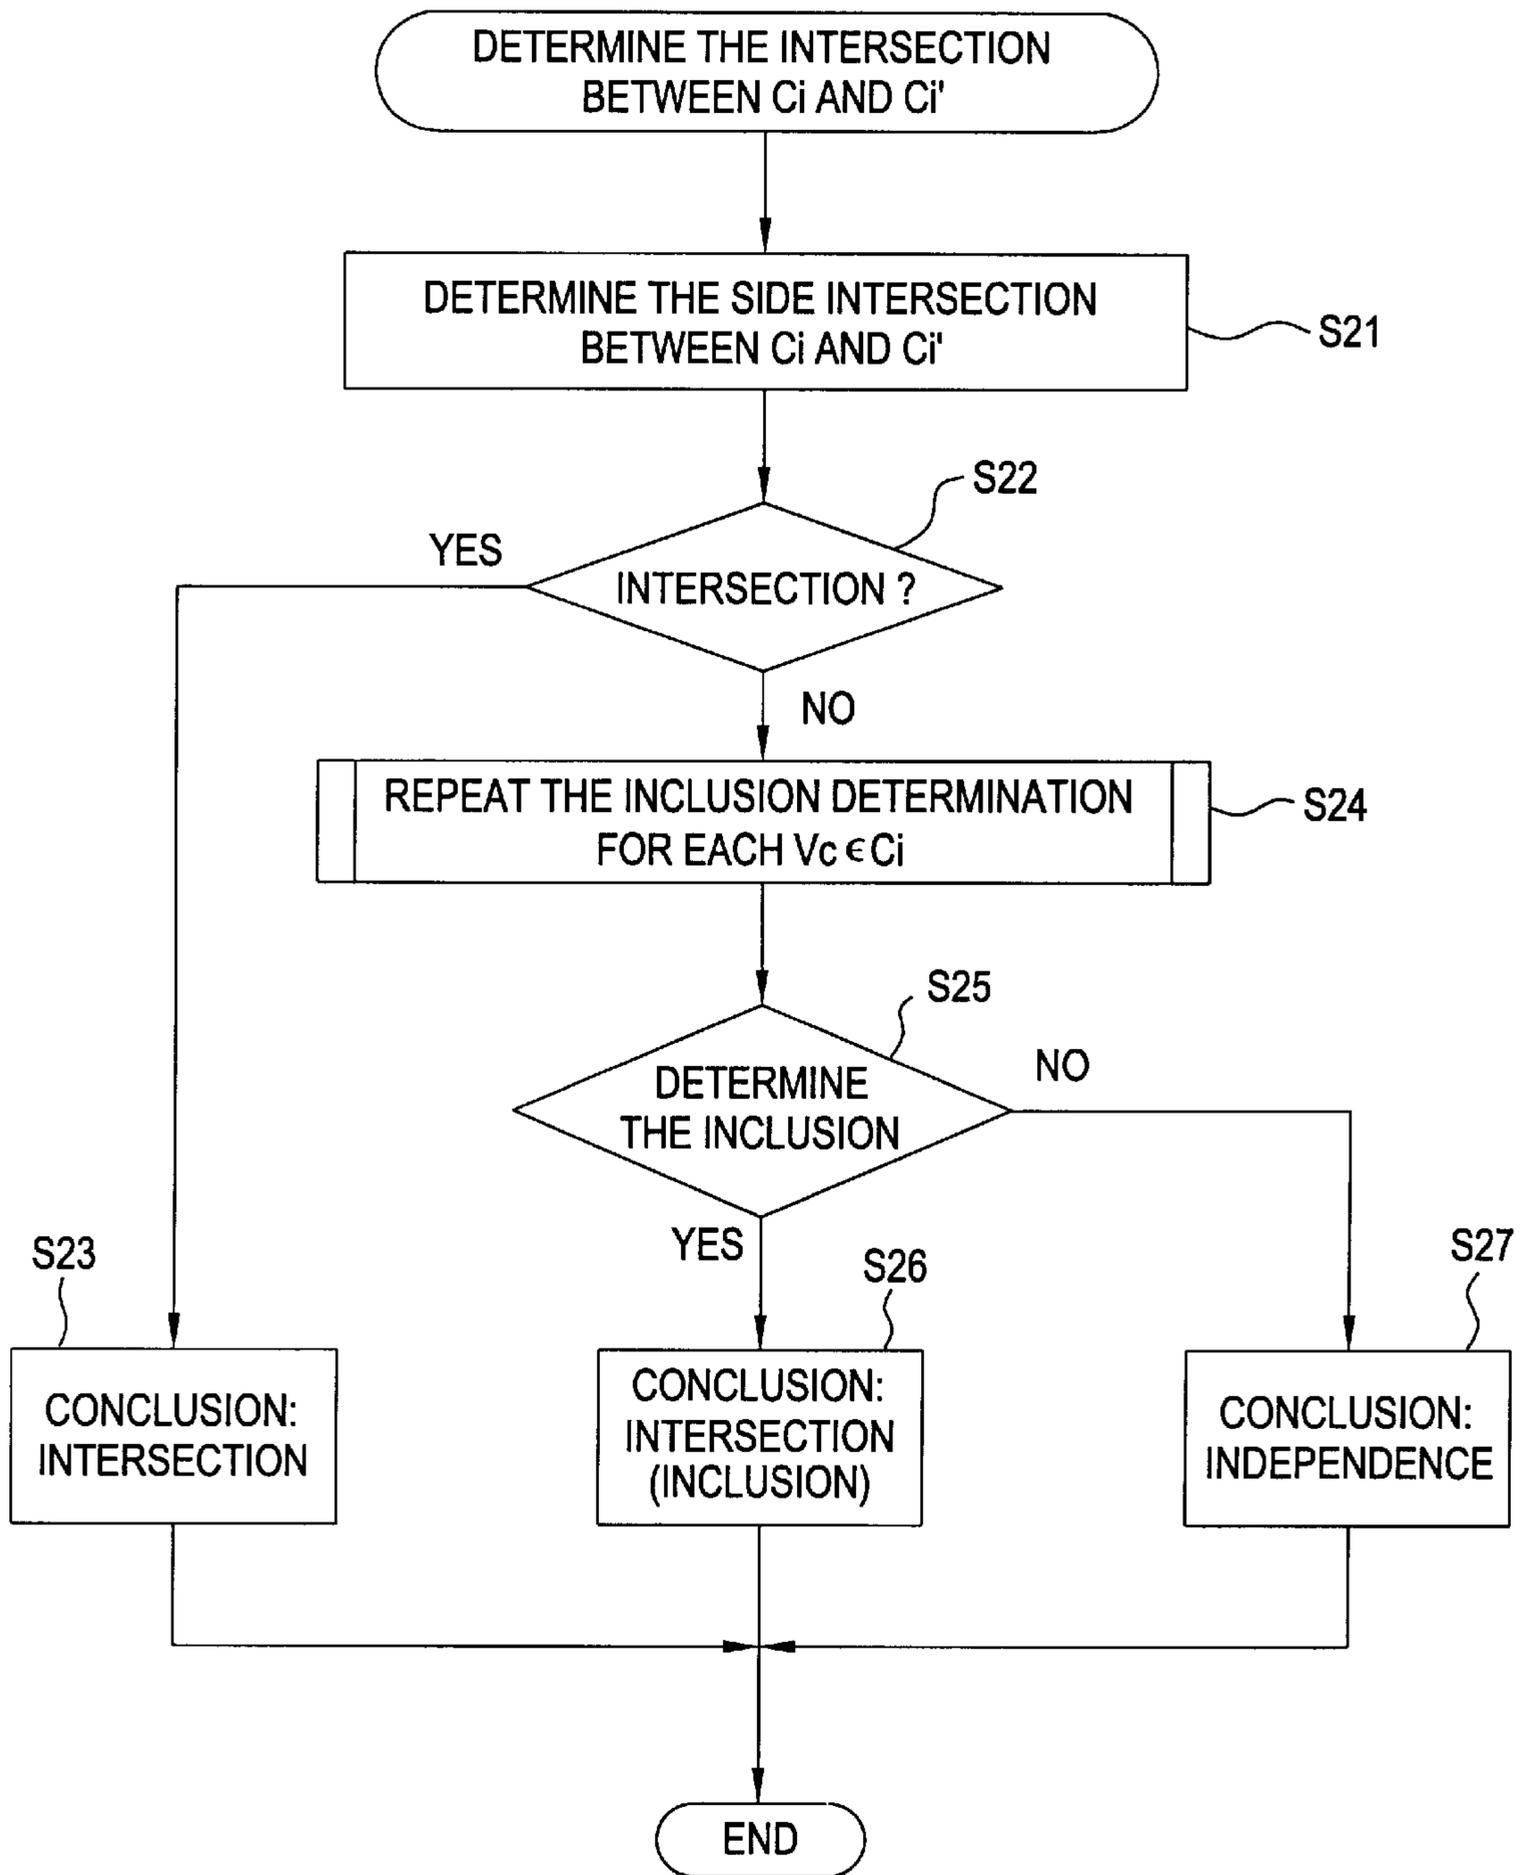 DETERMINE THE INTERSECTION
BETWEEN Ci AND Ci'
DETERMINE THE SIDE INTERSECTION
BETWEEN Ci AND Ci'
S21
S22
YES
INTERSECTION ?
NO
REPEAT THE INCLUSION DETERMINATION
FOR EACH Vc ϵ Ci
S24
S25
NO
DETERMINE
THE INCLUSION
YES
S23
S26
S27
CONCLUSION:
INTERSECTION
CONCLUSION:
INTERSECTION
(INCLUSION)
CONCLUSION:
INDEPENDENCE
END